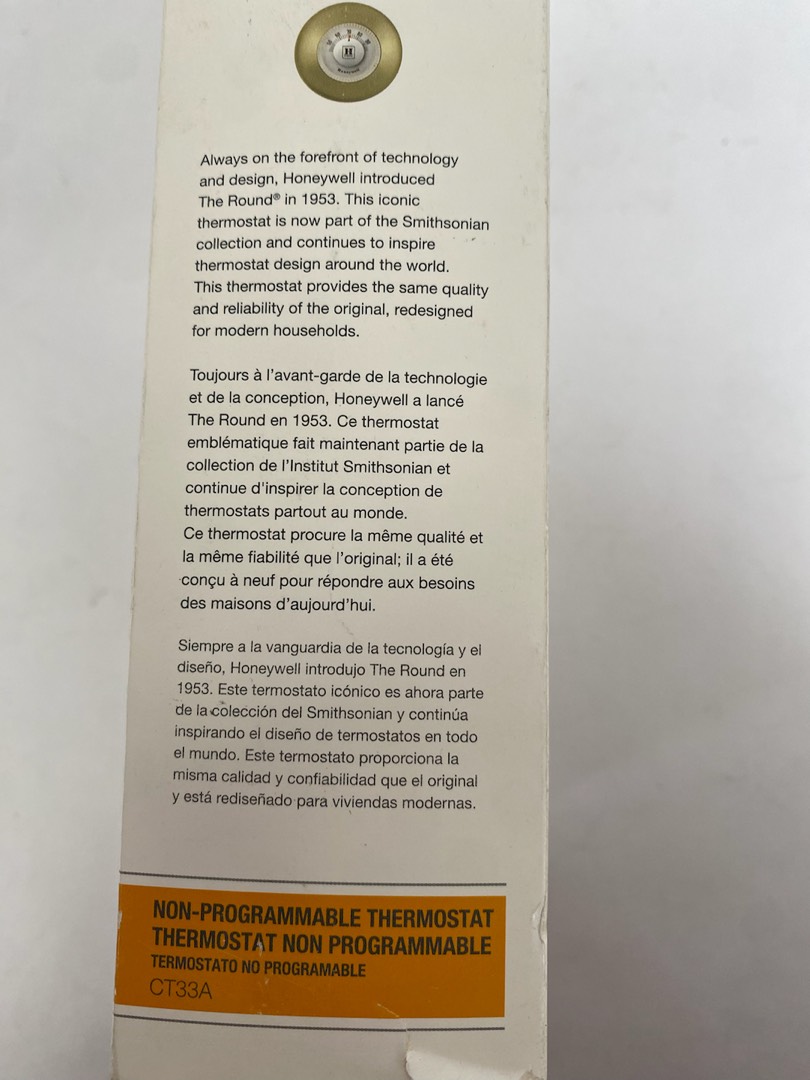 Always on the forefront of technology
and design, Honeywell introduced
The Round® in 1953. This iconic
thermostat is now part of the Smithsonian
collection and continues to inspire
thermostat design around the world.
This thermostat provides the same quality
and reliability of the original, redesigned
for modern households.
Toujours à l'avant-garde de la technologie
et de la conception, Honeywell a lancé
The Round en 1953. Ce thermostat
emblématique fait maintenant partie de la
collection de l'Institut Smithsonian et
continue d'inspirer la conception de
thermostats partout au monde.
Ce thermostat procure la même qualité et
la même fiabilité que l'original; il a été
conçu à neuf pour répondre aux besoins
des maisons d'aujourd'hui.
Siempre a la vanguardia de la tecnología y el
diseño, Honeywell introdujo The Round en
1953. Este termostato icónico es ahora parte
de la colección del Smithsonian y continúa
inspirando el diseño de termostatos en todo
el mundo. Este termostato proporciona la
misma calidad y confiabilidad que el original
y está rediseñado para viviendas modernas.
NON-PROGRAMMABLE THERMOSTAT
THERMOSTAT NON PROGRAMMABLE
TERMOSTATO NO PROGRAMABLE
CT33A